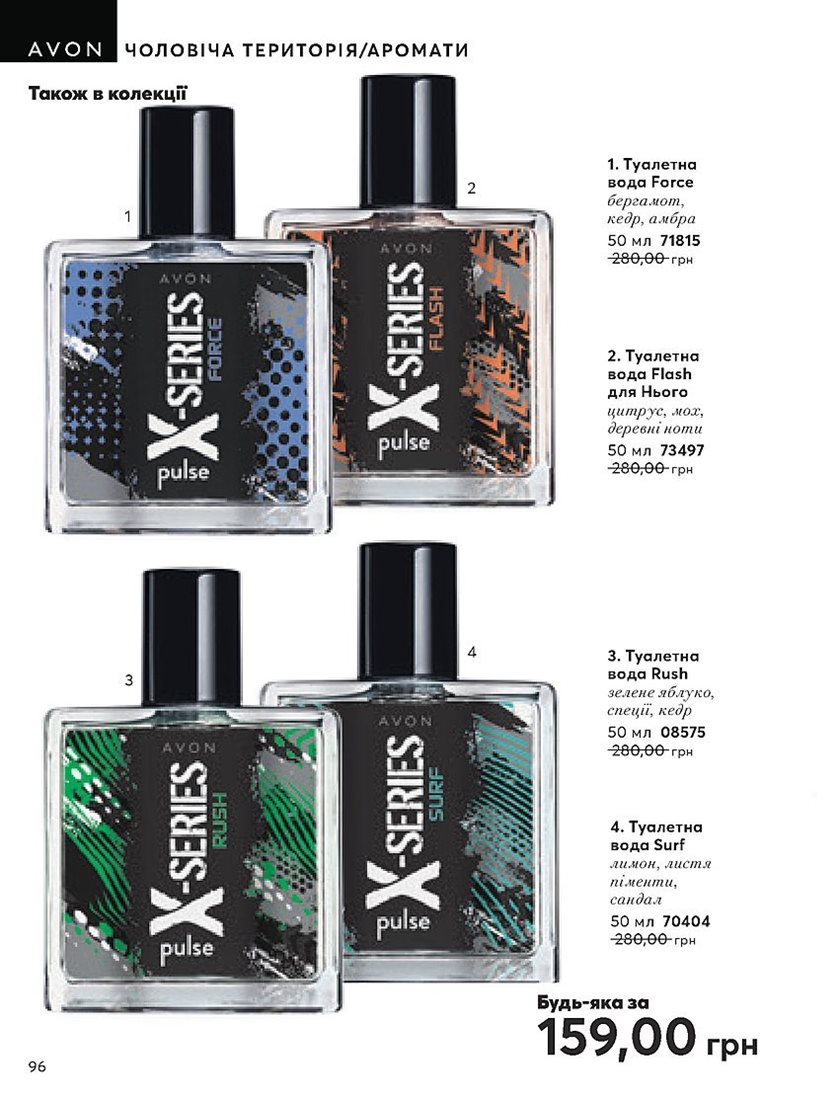 AVON ЧОЛОВІЧА ТЕРИТОРІЯ/АРОМАТИ
Також в колекції
1
AVON
X-SERIES
FORCE
pulse
2
AVON
X-SERIES
FLASH
pulse
1. Туалетна
вода Force
бергамот,
кедр, амбра
50 мл 71815
280,00 грн
2. Туалетна
вода Flash
для Нього
цитрус, мох,
деревні ноти
50 мл 73497
280,00 грн
3
AVON
X-SERIES
RUSH
pulse
4
AVON
X-SERIES
SURF
pulse
3. Туалетна
вода Rush
зелене яблуко,
спеції, кедр
50 мл 08575
280,00 грн
4. Туалетна
вода Surf
лимон, листя
піменти,
сандал
50 мл 70404
280,00 грн
Будь-яка за
159,00 грн
96